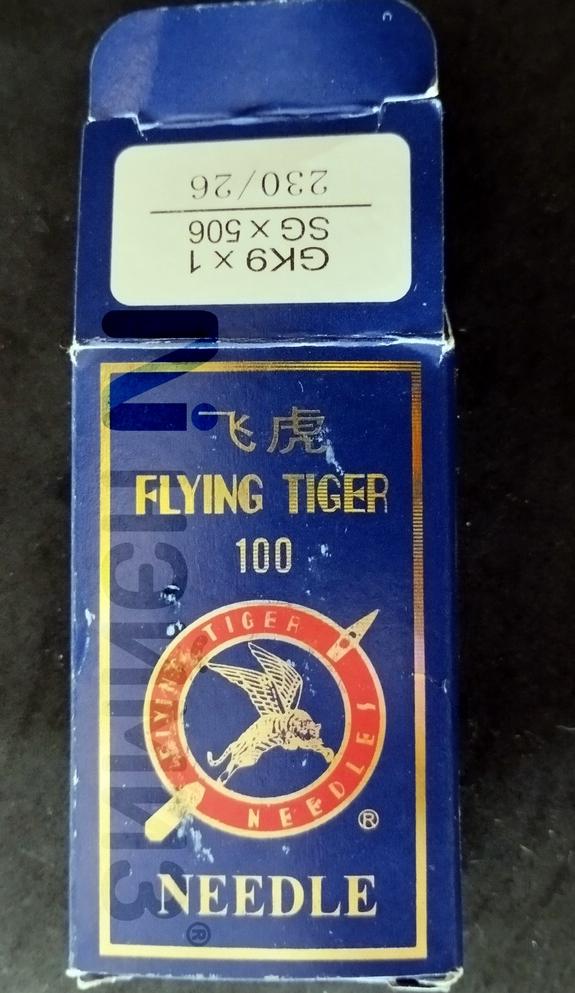 GK9 x 1
SG x 506
230/26
飞虎
FLYING TIGER
100
FLYING TIGER
NEEDLES
®
NEEDLE
®